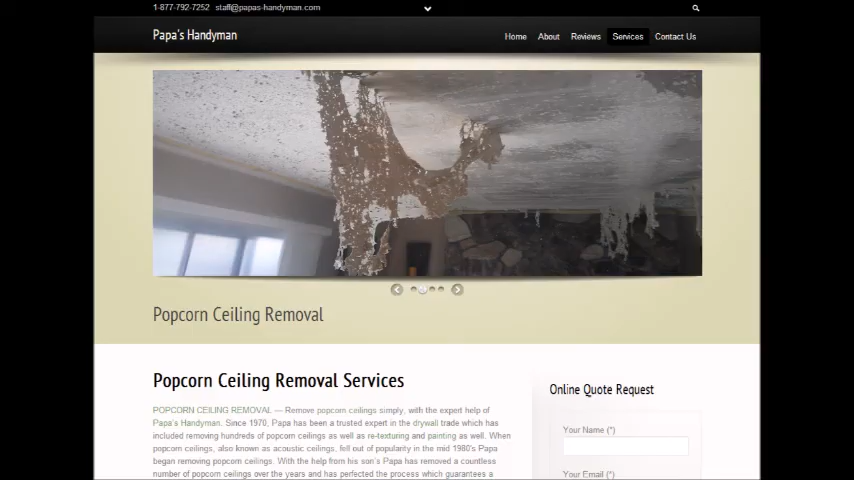 1-877-792-7252 staff@papas-handyman.com
Papa's Handyman
Home About Reviews Services Contact Us
Popcorn Ceiling Removal
Popcorn Ceiling Removal Services
POPCORN CEILING REMOVAL — Remove popcorn ceilings simply, with the expert help of
Papa's Handyman. Since 1970, Papa has been a trusted expert in the drywall trade which has
included removing hundreds of popcorn ceilings as well as re-texturing and painting as well. When
popcorn ceilings, also known as acoustic ceilings, fell out of popularity in the mid 1980's Papa
began removing popcorn ceilings. With the help from his son's Papa has removed a countless
number of popcorn ceilings over the years and has perfected the process which guarantees a
Online Quote Request
Your Name (*)
Your Email (*)